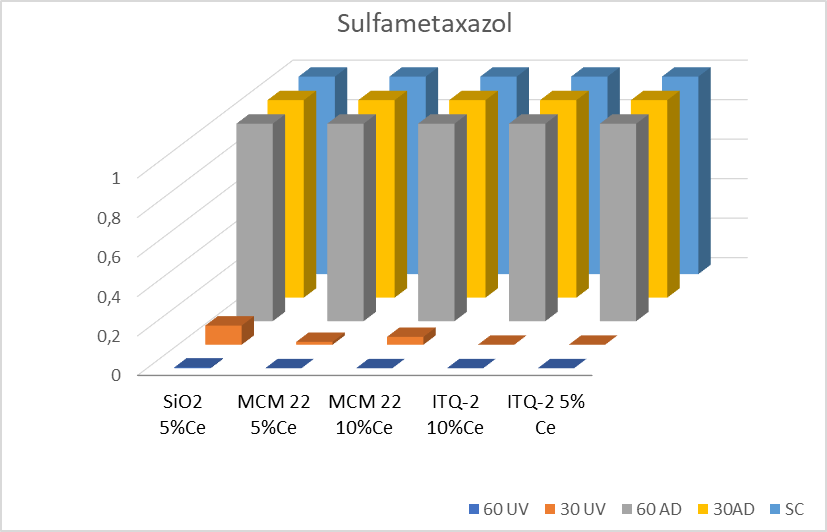 Sulfametaxazol
1
0,8
0,6
0,4
0,2
0
SiO2 5%Ce
MCM 22 5%Ce
MCM 22 10%Ce
ITQ-2 10%Ce
ITQ-2 5% Ce
60 UV
30 UV
60 AD
30AD
SC